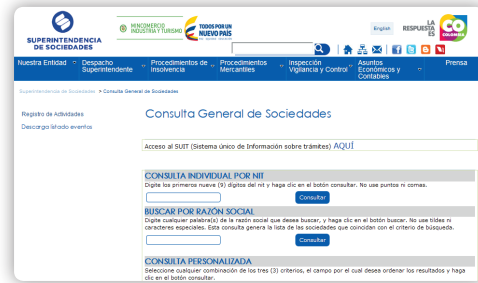 SUPERINTENDENCIA
DE SOCIEDADES
MINCOMERCIO
INDUSTRIA Y TURISMO
TODOS POR UN
NUEVO PAÍS
English
LA
RESPUESTA
ES
COLOMBIA
Nuestra Entidad
Despacho
Superintendente
Procedimientos de
Insolvencia
Procedimientos
Mercantiles
Inspección
Vigilancia y Control
Asuntos
Económicos y
Contables
Prensa
Superintendencia de Sociedades > Consulta General de Sociedades
Registro de Actividades
Descarga listado eventos
Consulta General de Sociedades
Acceso al SUIT (Sistema único de Información sobre trámites) AQUÍ
CONSULTA INDIVIDUAL POR NIT
Digite los primeros nueve (9) digitos del nit y haga clic en el botón consultar. No use puntos ni comas.
Consultar
BUSCAR POR RAZÓN SOCIAL
Digite cualquier palabra(s) de la razón social que desea buscar, y haga clic en el botón buscar. No use tildes ni
caracteres especiales. Esta consulta genera la lista de las sociedades que coincidan con el criterio de búsqueda.
Consultar
CONSULTA PERSONALIZADA
Seleccione cualquier combinación de los tres (3) criterios, el campo por el cual desea ordenar los resultados y haga
clic en el botón consultar.